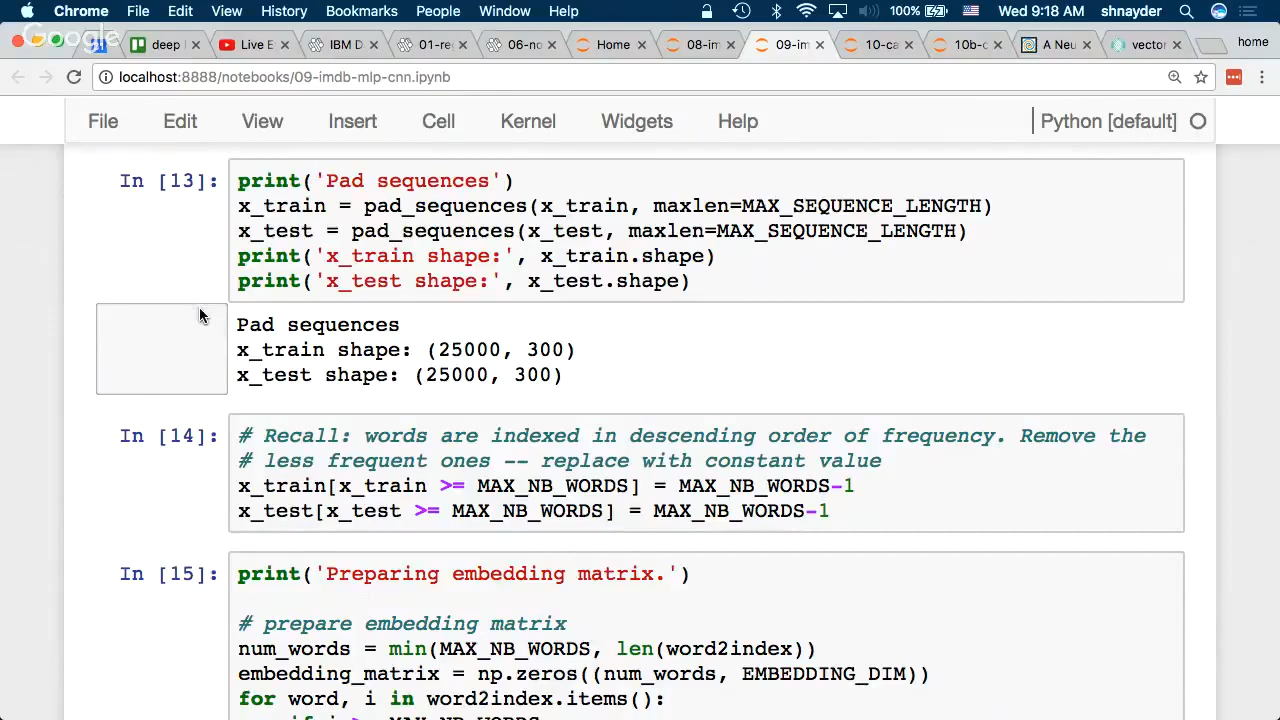 Chrome File Edit View History Bookmarks People Window Help 100% Wed 9:18 AM shnayder
Google
deep Live E IBM D 01-re 06-m Home 08-im 09-im 10-ca 10b-c A Neu vector home
localhost:8888/notebooks/09-imdb-mlp-cnn.ipynb
File Edit View Insert Cell Kernel Widgets Help Python [default]
In [13]: print('Pad sequences')
x_train = pad_sequences(x_train, maxlen=MAX_SEQUENCE_LENGTH)
x_test = pad_sequences(x_test, maxlen=MAX_SEQUENCE_LENGTH)
print('x_train shape:', x_train.shape)
print('x_test shape:', x_test.shape)
Pad sequences
x_train shape: (25000, 300)
x_test shape: (25000, 300)
In [14]: # Recall: words are indexed in descending order of frequency. Remove the
# less frequent ones -- replace with constant value
x_train[x_train >= MAX_NB_WORDS] = MAX_NB_WORDS-1
x_test[x_test >= MAX_NB_WORDS] = MAX_NB_WORDS-1
In [15]: print('Preparing embedding matrix.')
# prepare embedding matrix
num_words = min(MAX_NB_WORDS, len(word2index))
embedding_matrix = np.zeros((num_words, EMBEDDING_DIM))
for word, i in word2index.items():
if i >= MAX_NB_WORDS: